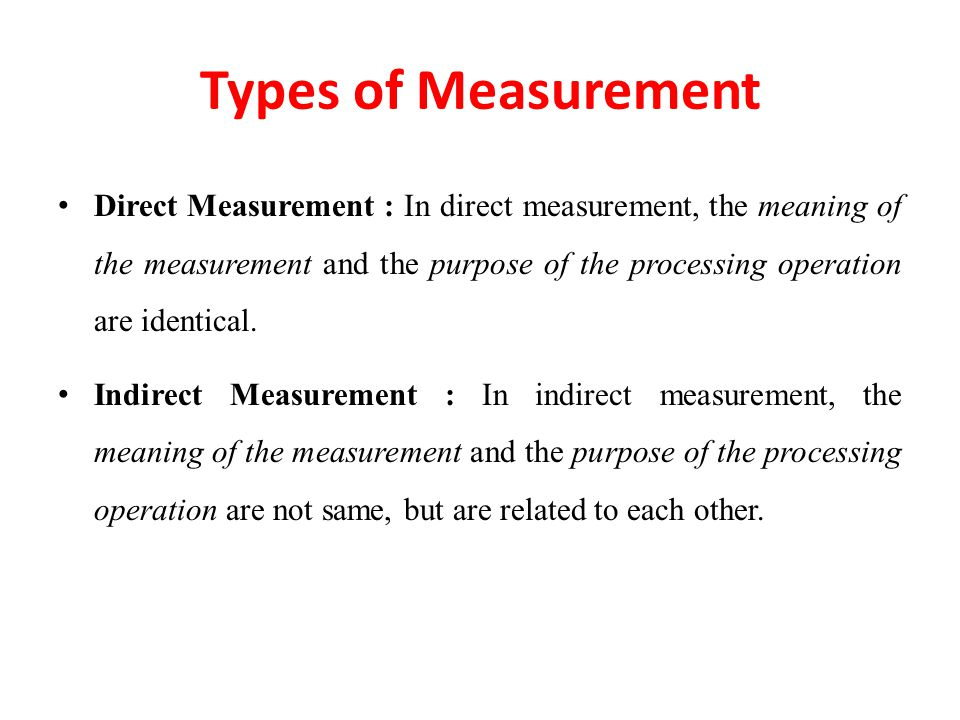 Types of Measurement
• Direct Measurement : In direct measurement, the meaning of
the measurement and the purpose of the processing operation
are identical.
• Indirect Measurement : In indirect measurement, the
meaning of the measurement and the purpose of the processing
operation are not same, but are related to each other.